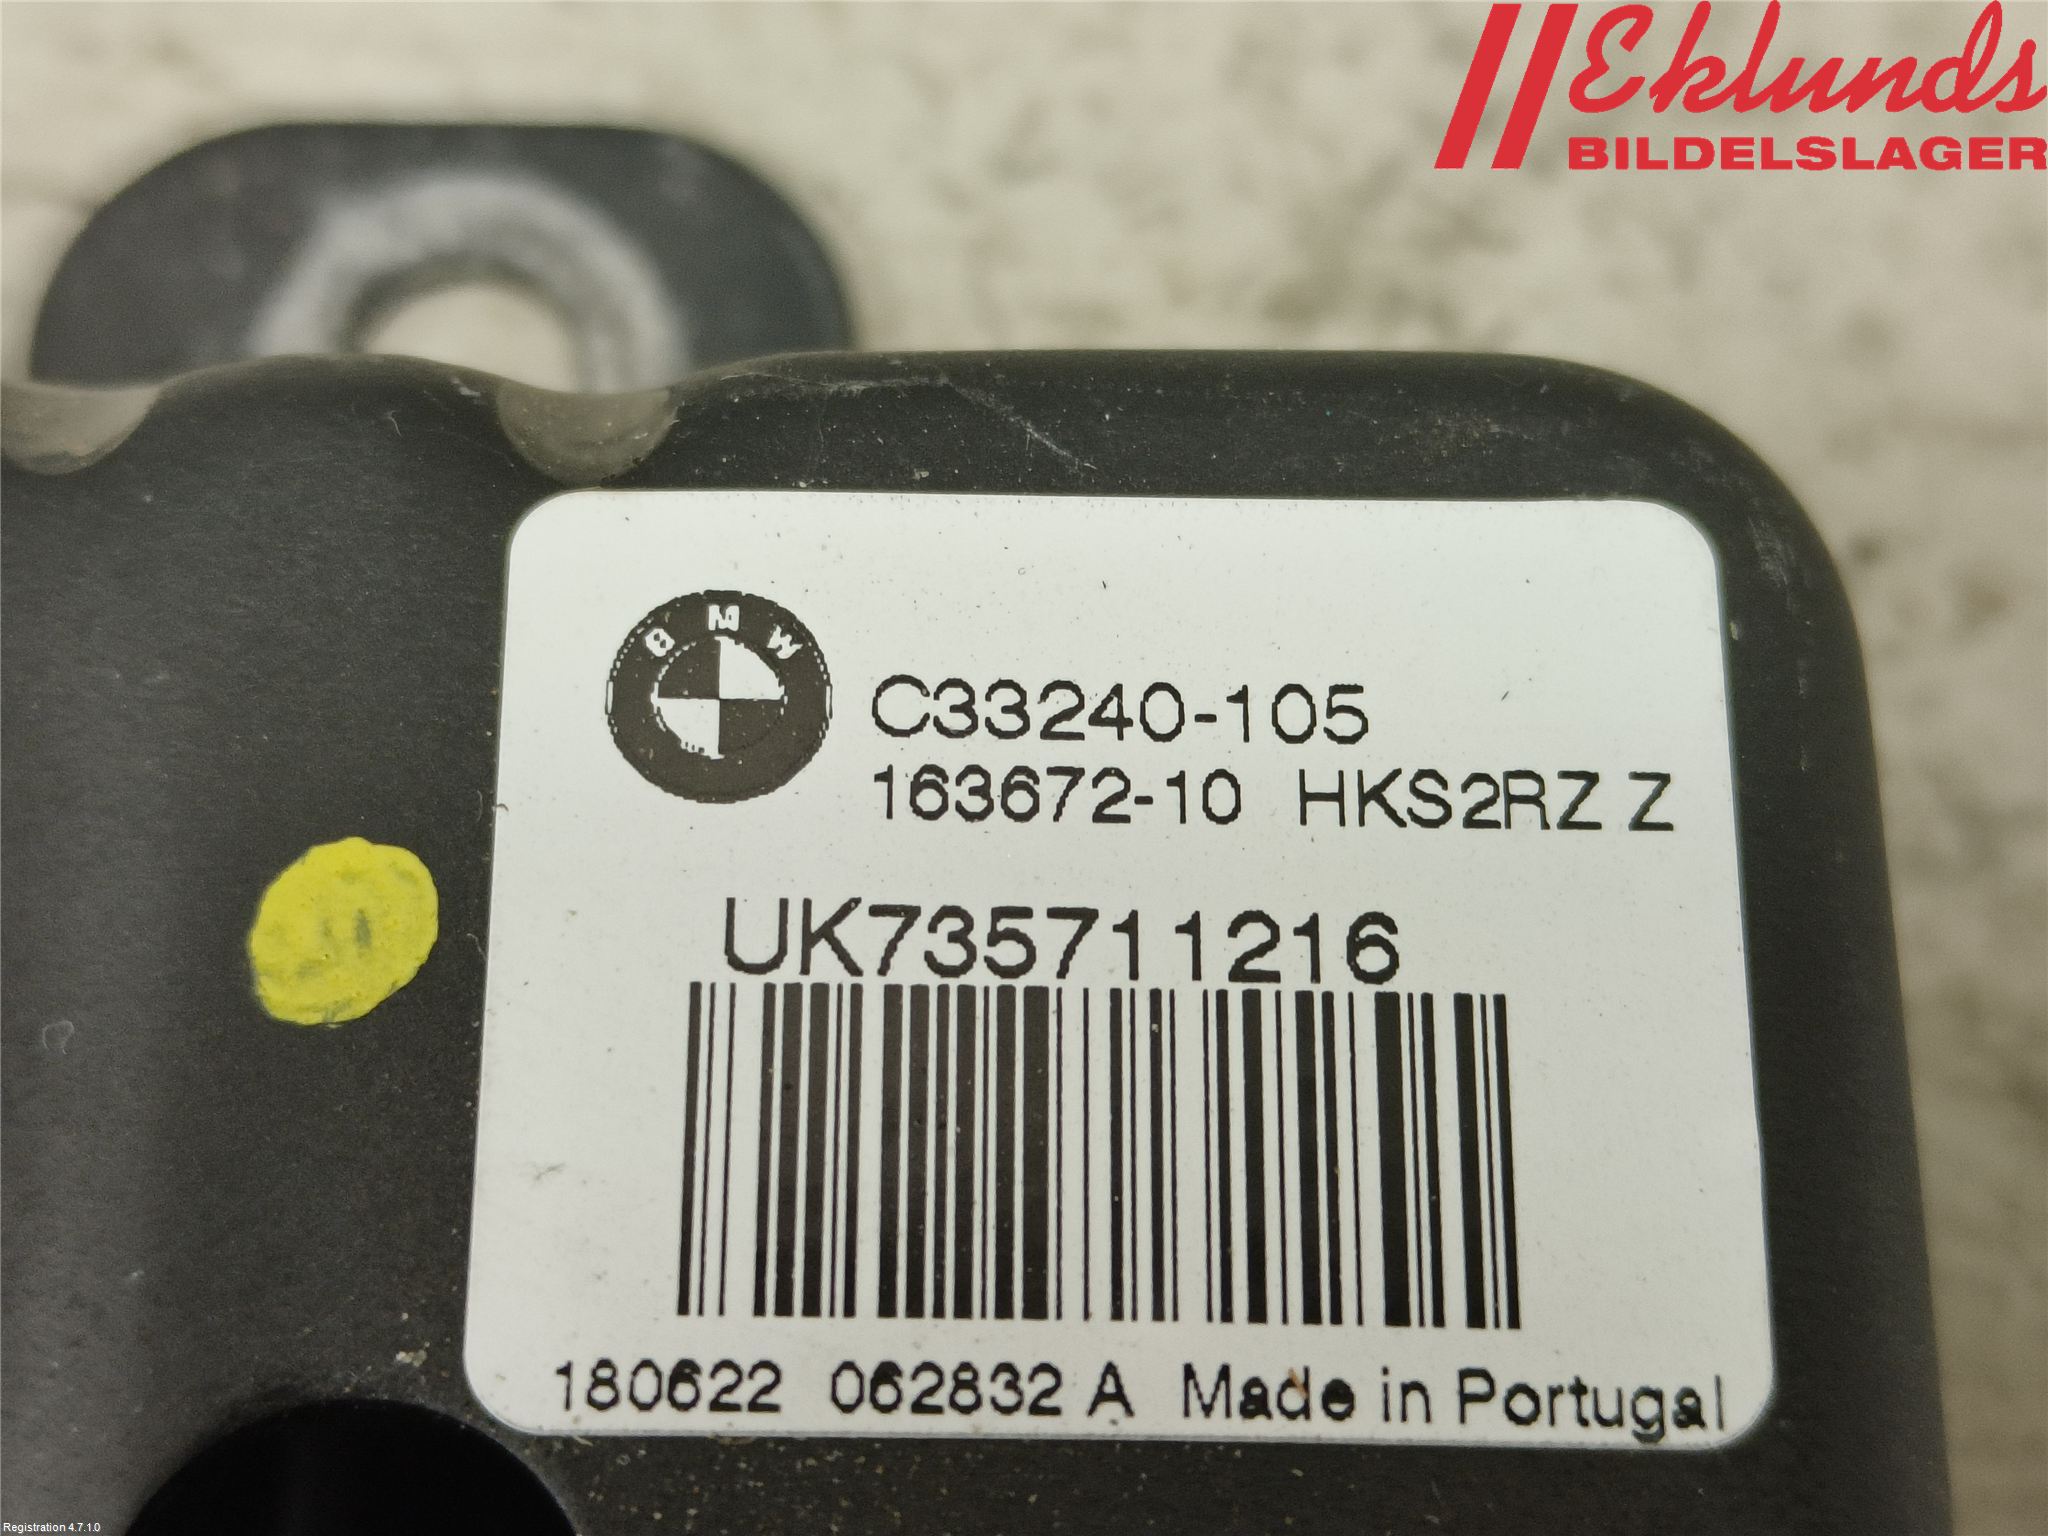 Eklunds
BILDELSLAGER
BMW
C33240-105
163672-10 HKS2RZ Z
UK735711216
180622 062832 A Made in Portugal
Registration 4.7.1.0